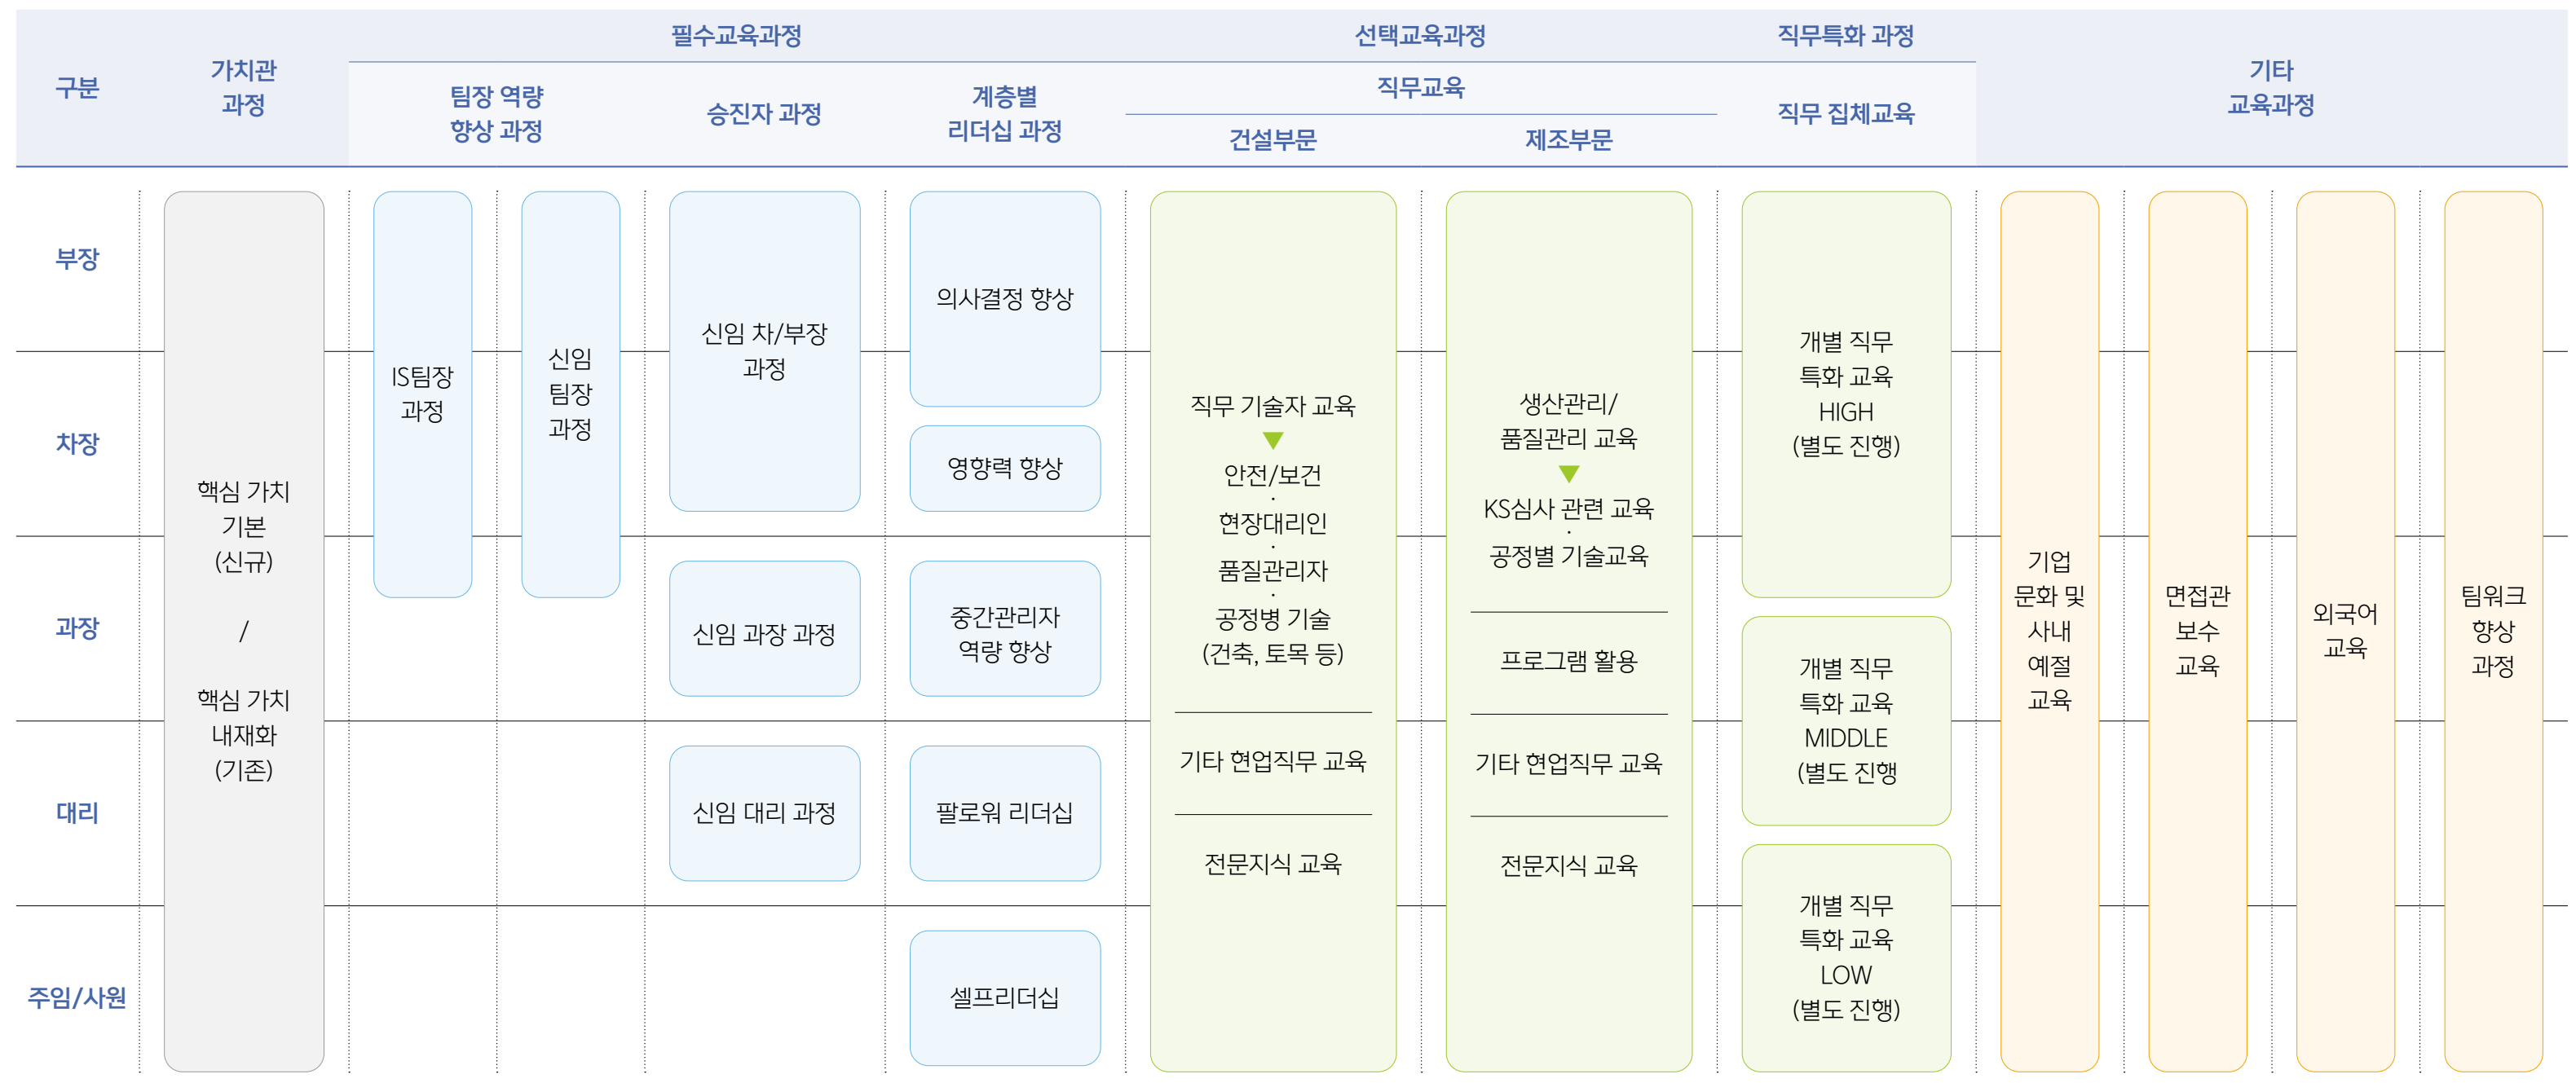 구분
가치관
과정
필수교육과정
팀장 역량
향상 과정
승진자 과정
계층별
리더십 과정
선택교육과정
직무교육
건설부문
제조부문
직무특화 과정
직무 집체교육
기타
교육과정
부장
차장
과장
대리
주임/사원
핵심 가치
기본
(신규)
/
핵심 가치
내재화
(기존)
IS팀장
과정
신임
팀장
과정
신임 차/부장
과정
신임 과장 과정
신임 대리 과정
의사결정 향상
영향력 향상
중간관리자
역량 향상
팔로워 리더십
셀프리더십
직무 기술자 교육
▼
안전/보건
·
현장대리인
·
품질관리자
·
공정병 기술
(건축, 토목 등)
기타 현업직무 교육
전문지식 교육
생산관리/
품질관리 교육
▼
KS심사 관련 교육
·
공정별 기술교육
프로그램 활용
기타 현업직무 교육
전문지식 교육
개별 직무
특화 교육
HIGH
(별도 진행)
개별 직무
특화 교육
MIDDLE
(별도 진행
개별 직무
특화 교육
LOW
(별도 진행)
기업
문화 및
사내
예절
교육
면접관
보수
교육
외국어
교육
팀워크
향상
과정